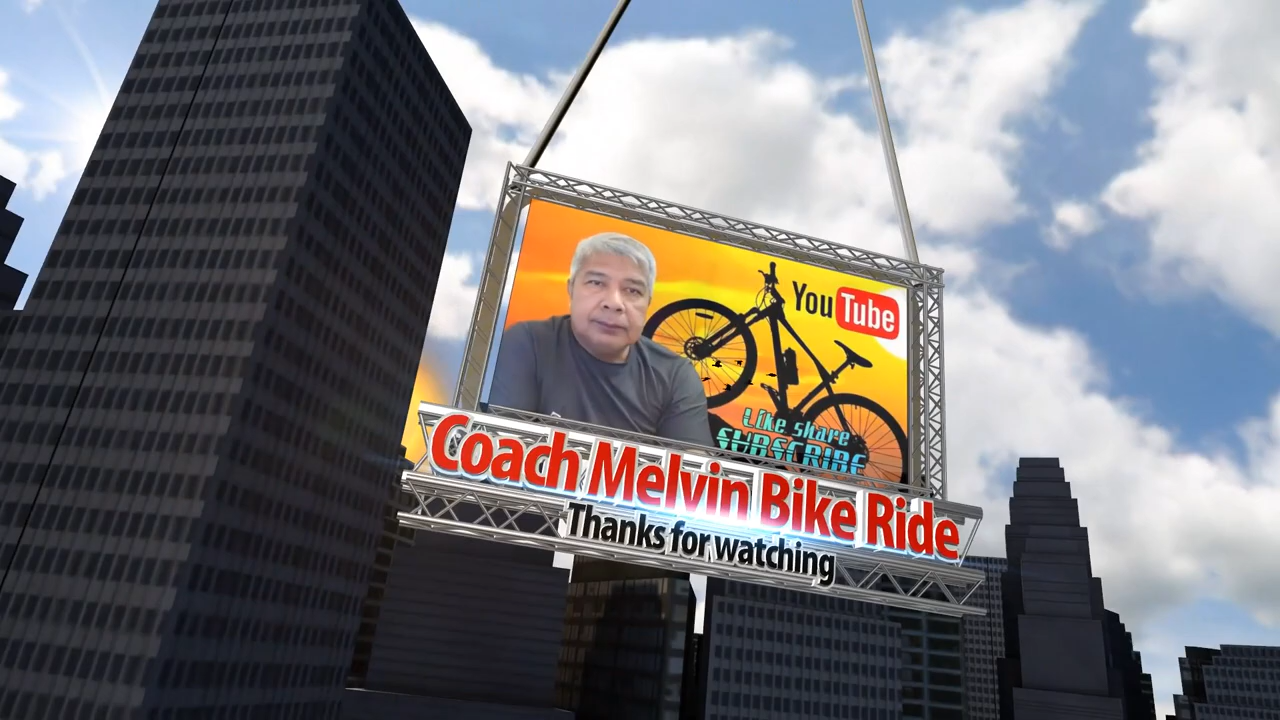 YouTube
Like share
SUBSCRIBE
Coach Melvin Bike Ride
Thanks for watching